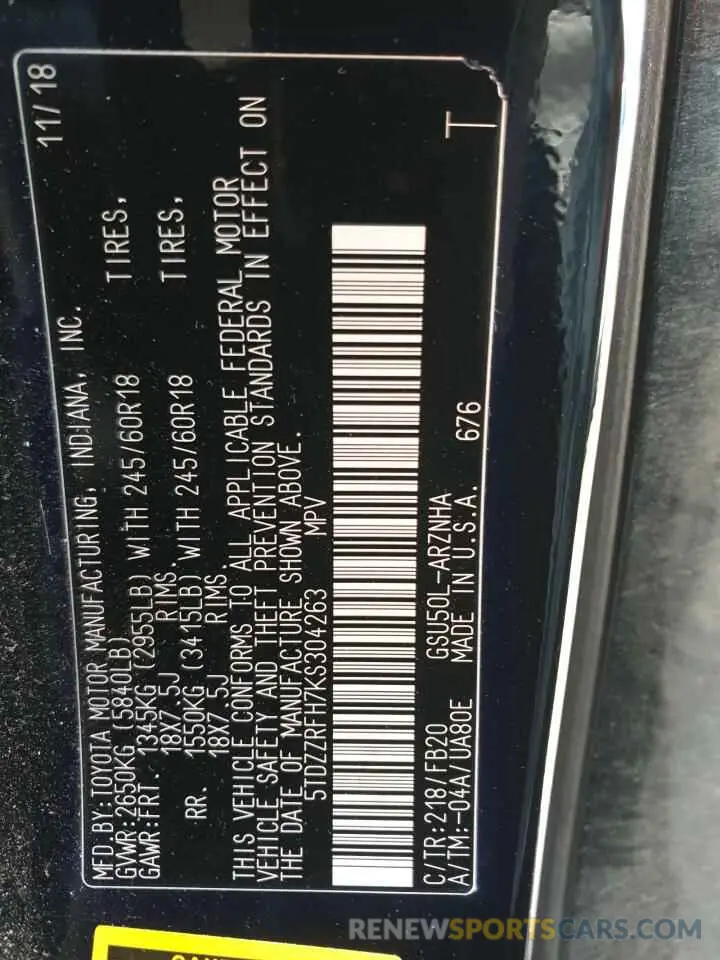 MFD.BY:TOYOTA MOTOR MANUFACTURING, INDIANA, INC. 11/18
GVWR:2650KG (5840LB)
GAWR:FRT. 1345KG (2955LB) WITH 245/60R18 TIRES,
18X7.5J RIMS.
RR. 1550KG (3415LB) WITH 245/60R18 TIRES,
18X7.5J RIMS.
THIS VEHICLE CONFORMS TO ALL APPLICABLE FEDERAL MOTOR
VEHICLE SAFETY AND THEFT PREVENTION STANDARDS IN EFFECT ON
THE DATE OF MANUFACTURE SHOWN ABOVE.
5TDZZRFH7KS304263 MPV
T
C/TR:218/FB20 GSU50L-ARZNHA
A/TM:-04A/UA80E MADE IN U.S.A. 676
RENEWSPORTSCARS.COM